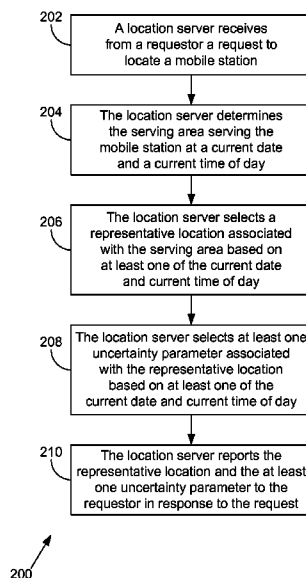 202
A location server receives
from a requestor a request to
locate a mobile station
204
The location server determines
the serving area serving the
mobile station at a current date
and a current time of day
206
The location server selects a
representative location associated
with the serving area based on
at least one of the current date
and current time of day
208
The location server selects at least one
uncertainty parameter associated
with the representative location
based on at least one of the
current date and current time of day
210
The location server reports the
representative location and the at least
one uncertainty parameter to the
requestor in response to the request
200